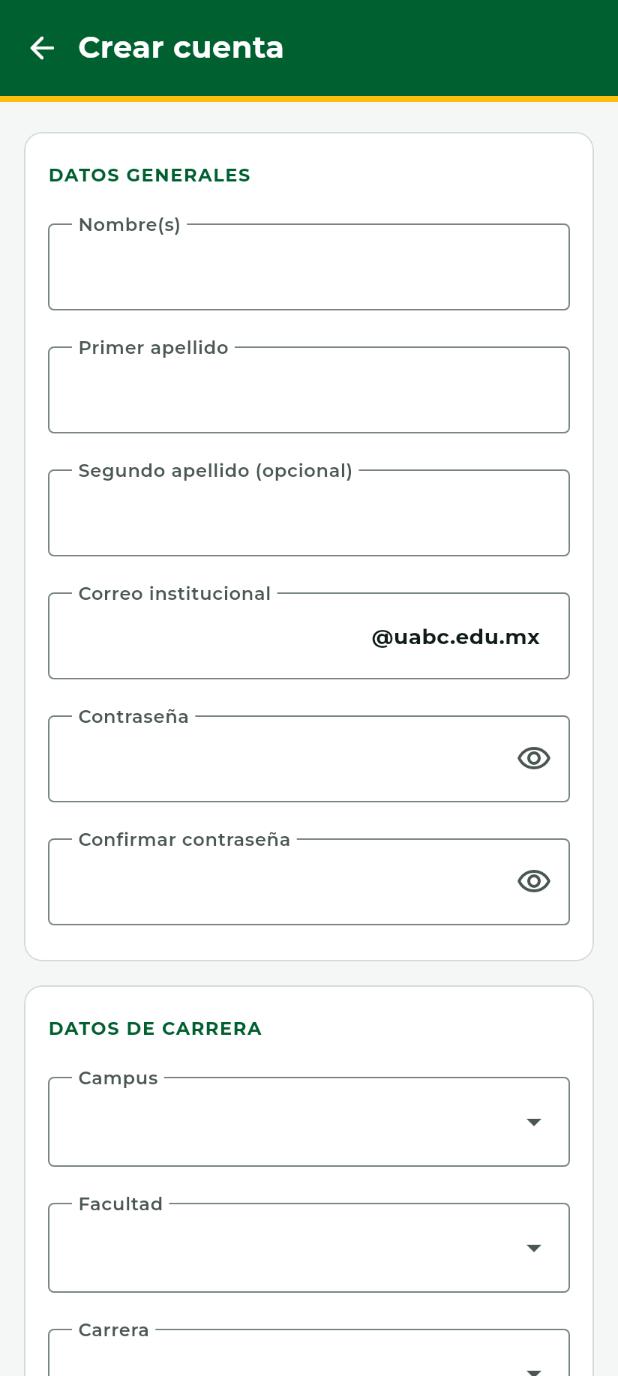 Crear cuenta
DATOS GENERALES
Nombre(s)
Primer apellido
Segundo apellido (opcional)
Correo institucional
@uabc.edu.mx
Contraseña
Confirmar contraseña
DATOS DE CARRERA
Campus
Facultad
Carrera